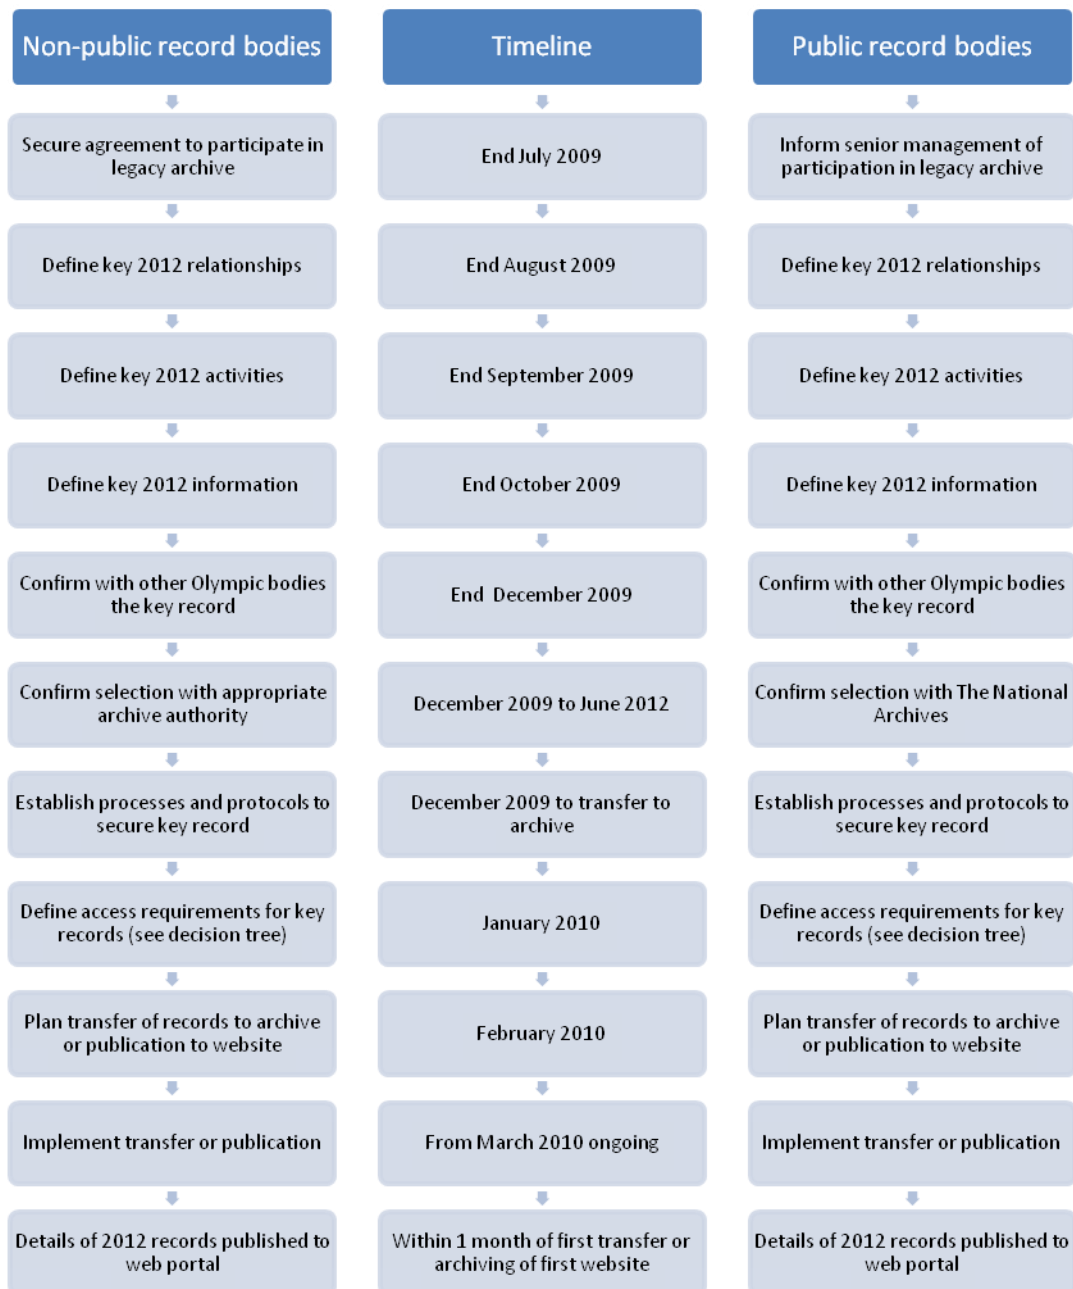 Non-public record bodies
Timeline
Public record bodies
Secure agreement to participate in
legacy archive
End July 2009
Inform senior management of
participation in legacy archive
Define key 2012 relationships
End August 2009
Define key 2012 relationships
Define key 2012 activities
End September 2009
Define key 2012 activities
Define key 2012 information
End October 2009
Define key 2012 information
Confirm with other Olympic bodies
the key record
End December 2009
Confirm with other Olympic bodies
the key record
Confirm selection with appropriate
archive authority
December 2009 to June 2012
Confirm selection with The National
Archives
Establish processes and protocols to
secure key record
December 2009 to transfer to
archive
Establish processes and protocols to
secure key record
Define access requirements for key
records (see decision tree)
January 2010
Define access requirements for key
records (see decision tree)
Plan transfer of records to archive
or publication to website
February 2010
Plan transfer of records to archive
or publication to website
Implement transfer or publication
From March 2010 ongoing
Implement transfer or publication
Details of 2012 records published to
web portal
Within 1 month of first transfer or
archiving of first website
Details of 2012 records published to
web portal